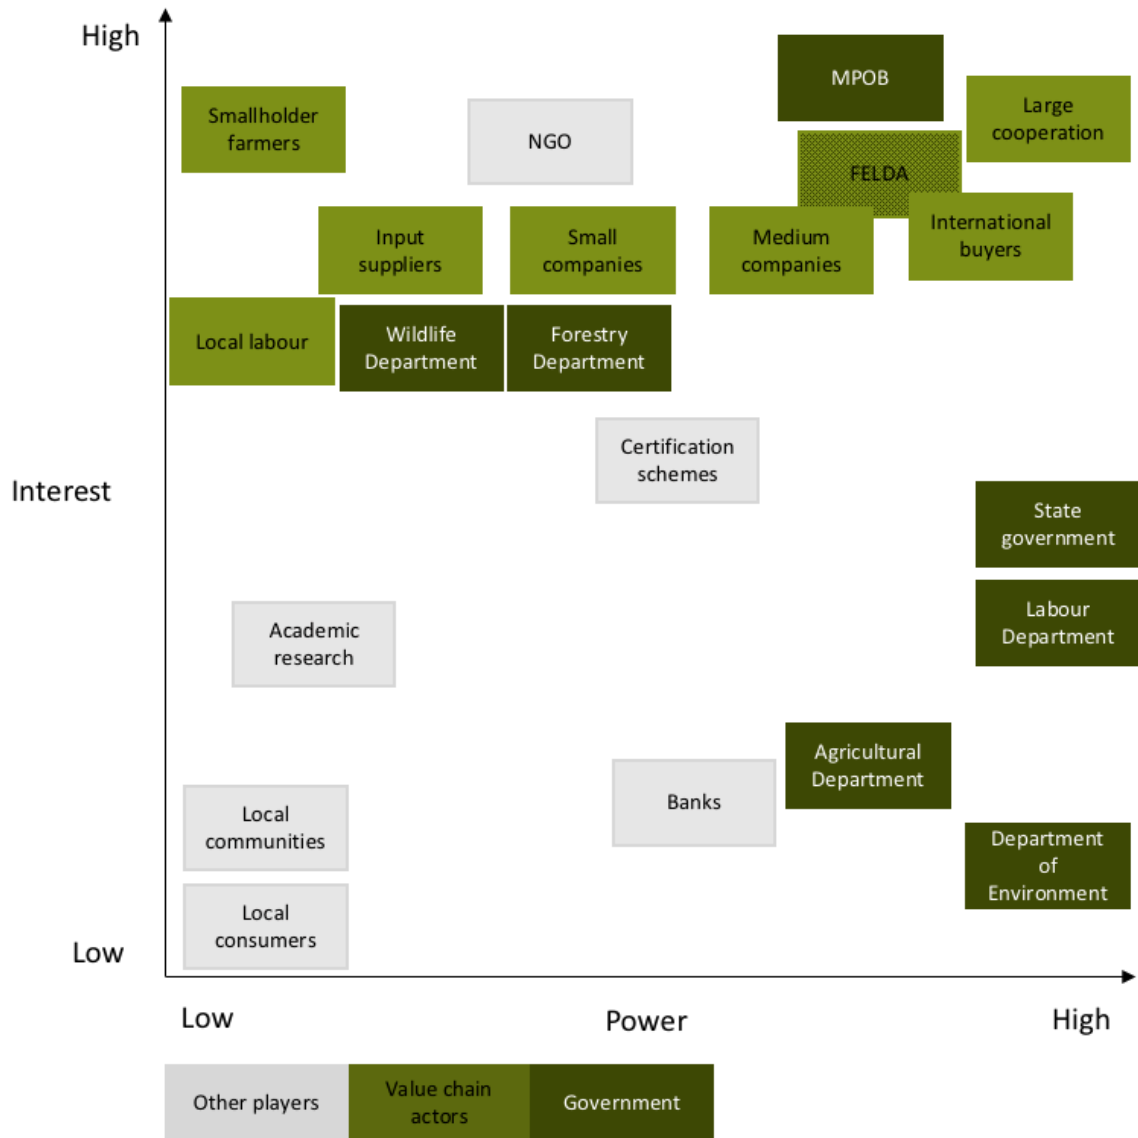 High
MPOB
Large
cooperation
Smallholder
farmers
NGO
FELDA
International
buyers
Input
suppliers
Small
companies
Medium
companies
Local labour
Wildlife
Department
Forestry
Department
Certification
schemes
Interest
State
government
Labour
Department
Academic
research
Agricultural
Department
Banks
Local
communities
Department
of
Environment
Local
consumers
Low
Low
Power
High
Other players
Value chain
actors
Government